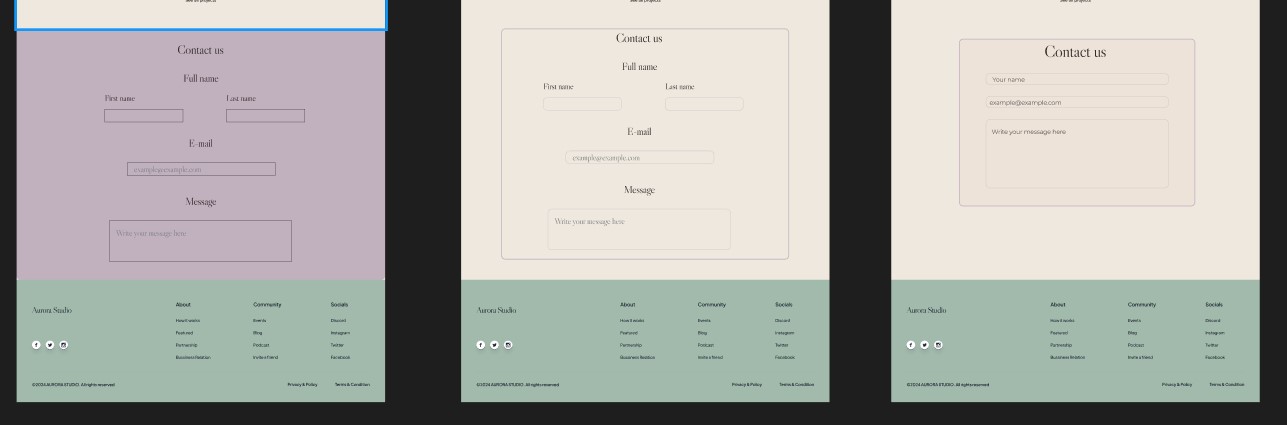 See all projects
Contact us
Full name
First name Last name
E-mail
example@example.com
Message
Write your message here
Aurora Studio
About Community Socials
How it works Events Discord
Featured Blog Instagram
Partnership Podcast Twitter
Bussiness Relation Invite a friend Facebook
©2024 AURORA STUDIO. All rights reserved
Privacy & Policy Terms & Condition
See all projects
Contact us
Full name
First name Last name
E-mail
example@example.com
Message
Write your message here
Aurora Studio
About Community Socials
How it works Events Discord
Featured Blog Instagram
Partnership Podcast Twitter
Bussiness Relation Invite a friend Facebook
©2024 AURORA STUDIO. All rights reserved
Privacy & Policy Terms & Condition
See all projects
Contact us
Your name
example@example.com
Write your message here
Aurora Studio
About Community Socials
How it works Events Discord
Featured Blog Instagram
Partnership Podcast Twitter
Bussiness Relation Invite a friend Facebook
©2024 AURORA STUDIO. All rights reserved
Privacy & Policy Terms & Condition